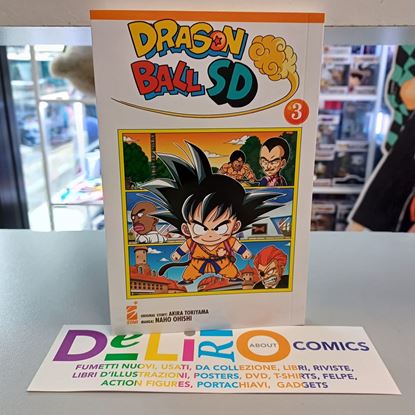 DRAGON
BALL SD
3
ORIGINAL STORY: AKIRA TORIYAMA
MANGA: NAHO OHISHI
DELIRIO ABOUT COMICS
FUMETTI NUOVI, USATI, DA COLLEZIONE, LIBRI, RIVISTE,
LIBRI D'ILLUSTRAZIONI, POSTERS, DVD, T-SHIRTS, FELPE,
ACTION FIGURES, PORTACHIAVI, GADGETS